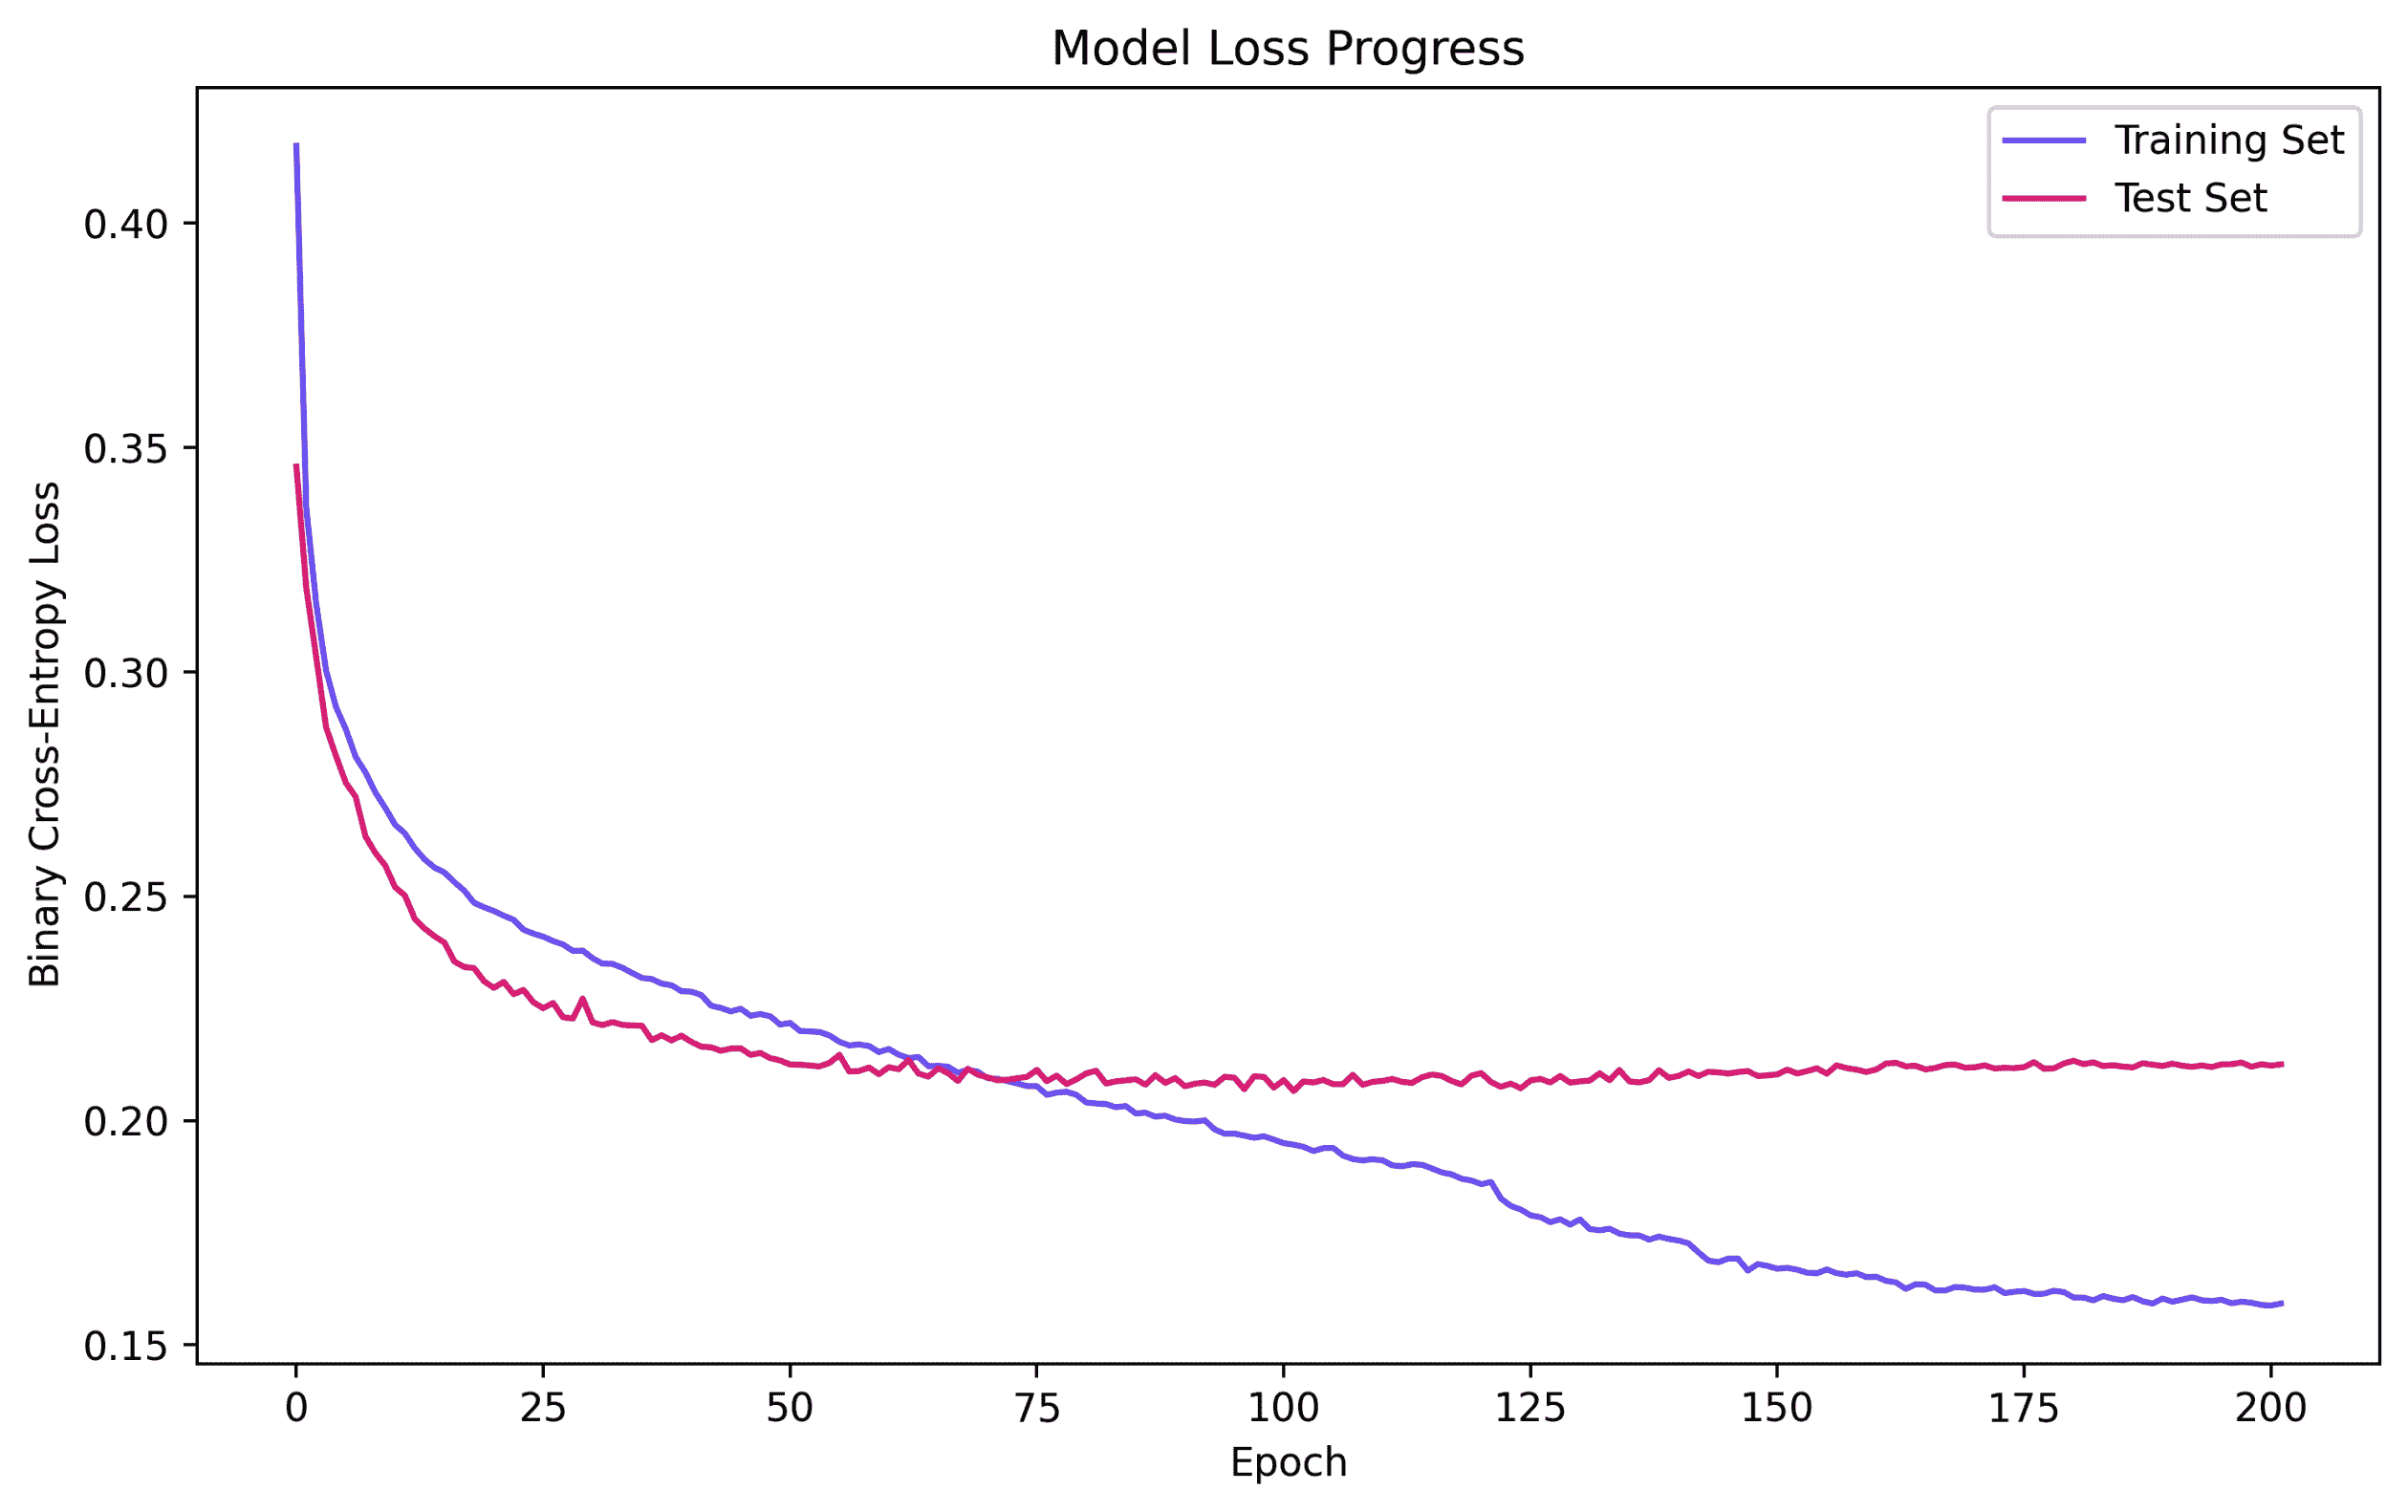 Model Loss Progress
Training Set
Test Set
Binary Cross-Entropy Loss
0.40
0.35
0.30
0.25
0.20
0.15
0 25 50 75 100 125 150 175 200
Epoch